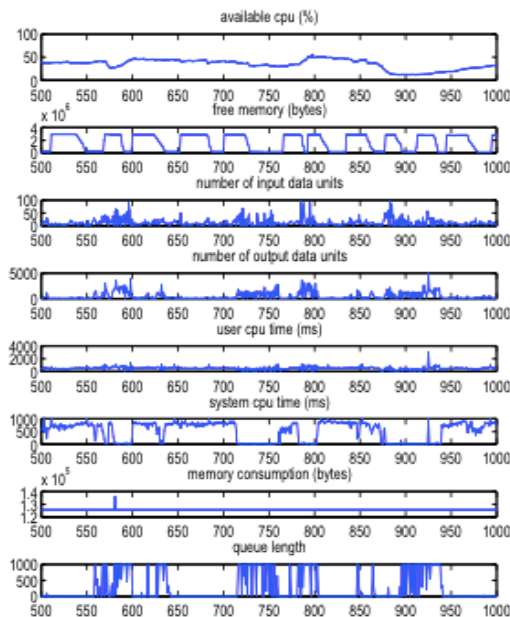 available cpu (%)
100
50
0
500 550 600 650 700 750 800 850 900 950 1000
x 10^6
free memory (bytes)
4
2
0
500 550 600 650 700 750 800 850 900 950 1000
number of input data units
100
50
0
500 550 600 650 700 750 800 850 900 950 1000
number of output data units
5000
0
500 550 600 650 700 750 800 850 900 950 1000
user cpu time (ms)
4000
2000
0
500 550 600 650 700 750 800 850 900 950 1000
system cpu time (ms)
1000
500
0
500 550 600 650 700 750 800 850 900 950 1000
x 10^5
memory consumption (bytes)
1.4
1.3
1.2
500 550 600 650 700 750 800 850 900 950 1000
queue length
1000
500
0
500 550 600 650 700 750 800 850 900 950 1000